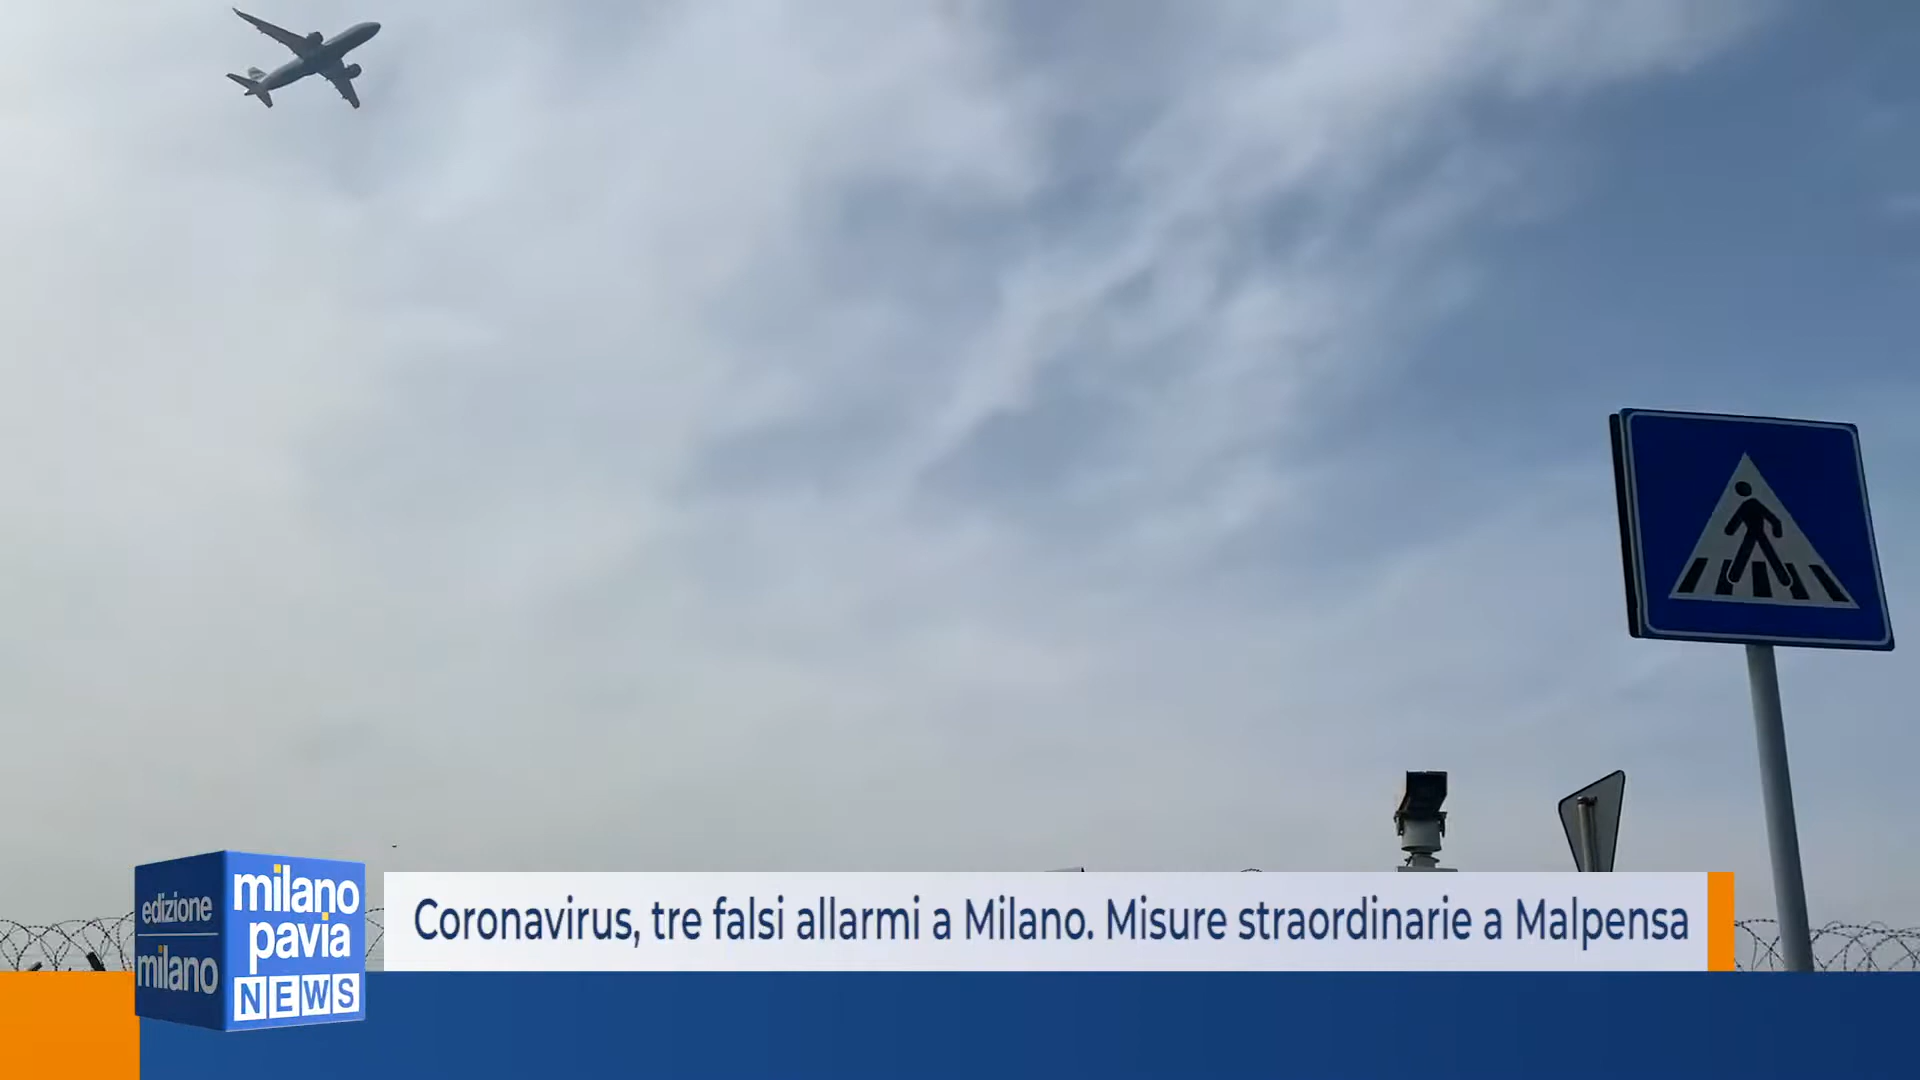 edizione
milano
milano
pavia
NEWS
Coronavirus, tre falsi allarmi a Milano. Misure straordinarie a Malpensa